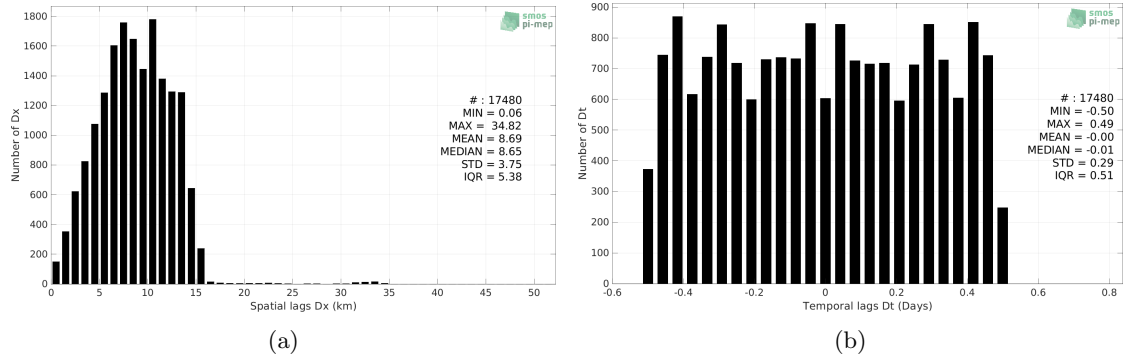 1800
1600
1400
1200
1000
800
600
400
200
0
Number of Dx
0 5 10 15 20 25 30 35 40 45 50
Spatial lags Dx (km)
smos
pi-mep
# : 17480
MIN = 0.06
MAX = 34.82
MEAN = 8.69
MEDIAN = 8.65
STD = 3.75
IQR = 5.38
(a)
900
800
700
600
500
400
300
200
100
0
Number of Dt
-0.6 -0.4 -0.2 0 0.2 0.4 0.6 0.8
Temporal lags Dt (Days)
smos
pi-mep
# : 17480
MIN = -0.50
MAX = 0.49
MEAN = -0.00
MEDIAN = -0.01
STD = 0.29
IQR = 0.51
(b)